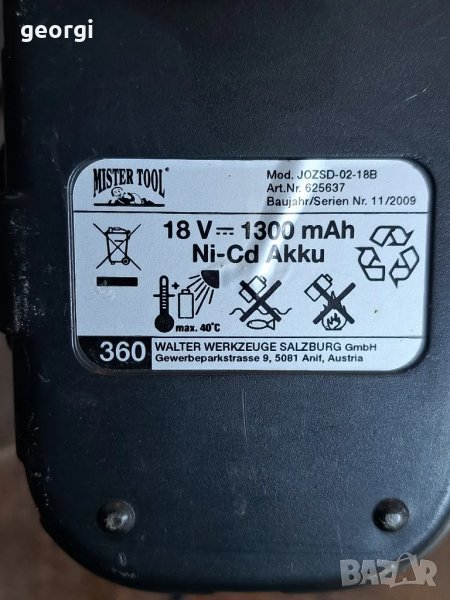 georgi
MISTER TOOL
Mod. JOZSD-02-18B
Art.Nr. 625637
Baujahr/Serien Nr. 11/2009
18 V⎓ 1300 mAh
Ni-Cd Akku
max. 40°C
360
WALTER WERKZEUGE SALZBURG GmbH
Gewerbeparkstrasse 9, 5081 Anif, Austria
BAZAR